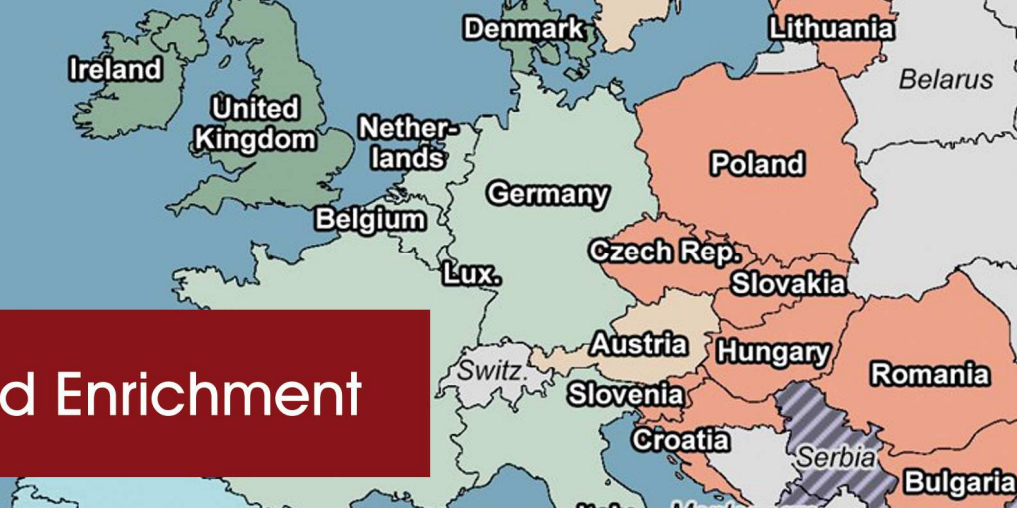 Denmark
Lithuania
Ireland
Belarus
United
Kingdom
Nether-
lands
Poland
Germany
Belgium
Czech Rep.
Lux.
Slovakia
Austria
Hungary
Switz.
Romania
Slovenia
d Enrichment
Croatia
Serbia
Bulgaria